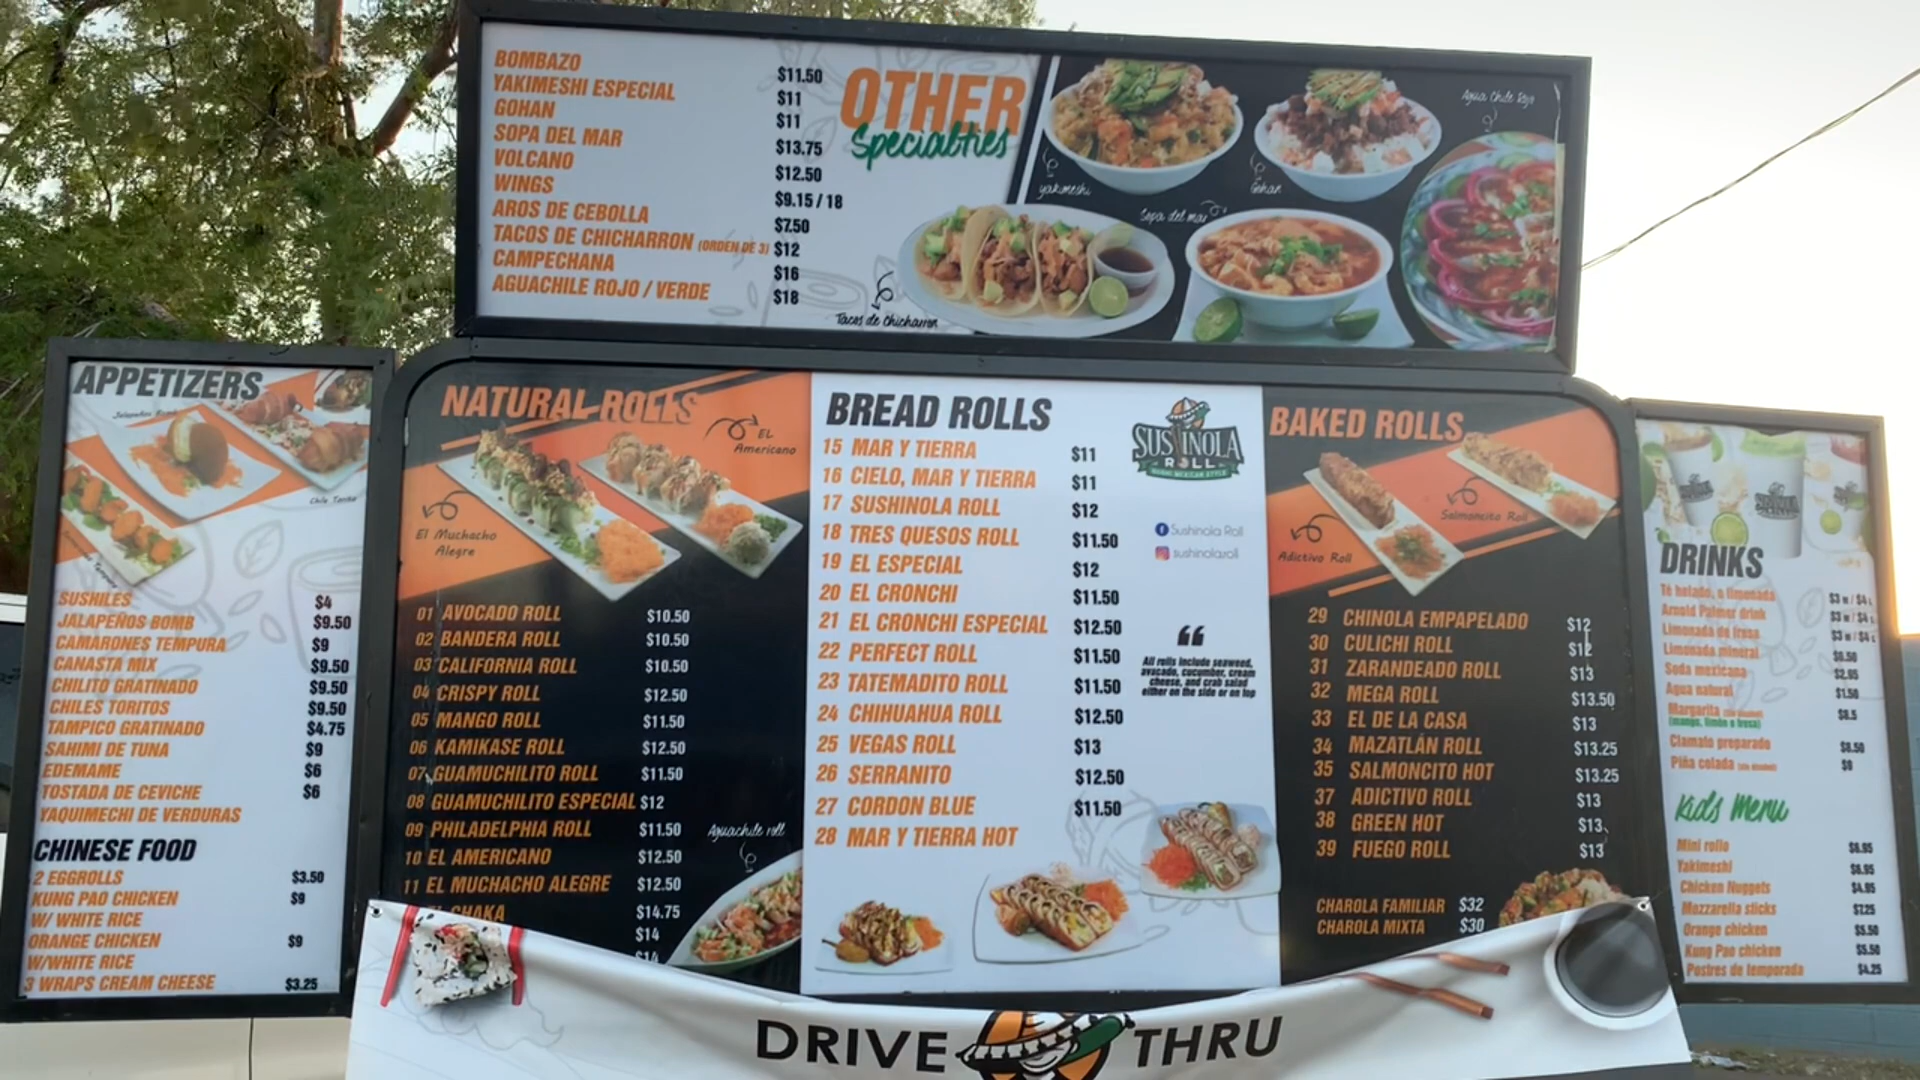 BOMBAZO $11.50
YAKIMESHI ESPECIAL $11
GOHAN $11
SOPA DEL MAR $13.75
VOLCANO $12.50
WINGS $9.15 / 18
AROS DE CEBOLLA $7.50
TACOS DE CHICHARRON (ORDEN DE 3) $12
CAMPECHANA $16
AGUACHILE ROJO / VERDE $18
OTHER
Specialties
yakimeshi
Gohan
Agua Chile Rojo
Sopa del mar
Tacos de Chicharron
APPETIZERS
Chile Torito
SUSHILES $4
JALAPEÑOS BOMB $9.50
CAMARONES TEMPURA $9
CANASTA MIX $9.50
CHILITO GRATINADO $9.50
CHILES TORITOS $9.50
TAMPICO GRATINADO $4.75
SAHIMI DE TUNA $9
EDEMAME $6
TOSTADA DE CEVICHE $6
YAQUIMECHI DE VERDURAS
CHINESE FOOD
2 EGGROLLS $3.50
KUNG PAO CHICKEN $9
W/ WHITE RICE
ORANGE CHICKEN $9
W/WHITE RICE
3 WRAPS CREAM CHEESE $3.25
NATURAL ROLLS
EL Americano
El Muchacho Alegre
01 AVOCADO ROLL $10.50
02 BANDERA ROLL $10.50
03 CALIFORNIA ROLL $10.50
04 CRISPY ROLL $12.50
05 MANGO ROLL $11.50
06 KAMIKASE ROLL $12.50
07 GUAMUCHILITO ROLL $11.50
08 GUAMUCHILITO ESPECIAL $12
09 PHILADELPHIA ROLL $11.50
10 EL AMERICANO $12.50
11 EL MUCHACHO ALEGRE $12.50
CHAKA $14.75
$14
$14
Aguachile roll
BREAD ROLLS
15 MAR Y TIERRA $11
16 CIELO, MAR Y TIERRA $11
17 SUSHINOLA ROLL $12
18 TRES QUESOS ROLL $11.50
19 EL ESPECIAL $12
20 EL CRONCHI $11.50
21 EL CRONCHI ESPECIAL $12.50
22 PERFECT ROLL $11.50
23 TATEMADITO ROLL $11.50
24 CHIHUAHUA ROLL $12.50
25 VEGAS ROLL $13
26 SERRANITO $12.50
27 CORDON BLUE $11.50
28 MAR Y TIERRA HOT
SUSHINOLA
ROLL
SUSHI MEXICAN STYLE
Sushinola Roll
sushinolaroll
All rolls include seaweed,
avacado, cucumber, cream
cheese, and crab salad
either on the side or on top
BAKED ROLLS
Salmoncito Roll
Adictivo Roll
29 CHINOLA EMPAPELADO $12
30 CULICHI ROLL $12
31 ZARANDEADO ROLL $13
32 MEGA ROLL $13.50
33 EL DE LA CASA $13
34 MAZATLÁN ROLL $13.25
35 SALMONCITO HOT $13.25
37 ADICTIVO ROLL $13
38 GREEN HOT $13
39 FUEGO ROLL $13
CHAROLA FAMILIAR $32
CHAROLA MIXTA $30
DRINKS
Té helado, o limonada
Arnold Palmer drink
Limonada de fresa
Limonada mineral
Soda mexicana $2.95
Agua natural $1.50
Margarita $8.5
(mango, limón o fresa)
Clamato preparado $8.50
Piña colada $9
Kids Menu
Mini rollo $6.95
Yakimeshi $6.95
Chicken Nuggets $4.95
Mozzarella sticks $7.25
Orange chicken $5.50
Kung Pao chicken $5.50
Postres de temporada $4.25
DRIVE THRU